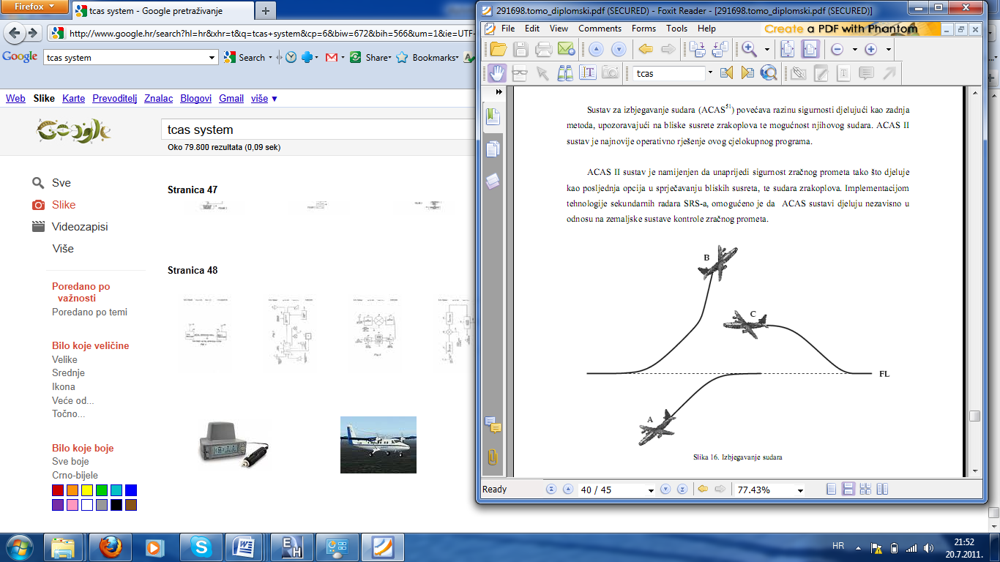 Firefox
tcas system - Google pretraživanje
http://www.google.hr/search?hl=hr&xhr=t&q=tcas+system&cp=6&biw=672&bih=566&um=1&ie=UTF-
Google
tcas system
Search
Share
Bookmarks
Web Slike Karte Prevoditelj Znalac Blogovi Gmail više ▼
Google
tcas system
Oko 79.800 rezultata (0,09 sek)
Sve
Slike
Videozapisi
Više
Poredano po
važnosti
Poredano po temi
Bilo koje veličine
Velike
Srednje
Ikona
Veće od...
Točno...
Bilo koje boje
Sve boje
Crno-bijele
Stranica 47
Stranica 48
291698.tomo_diplomski.pdf (SECURED) - Foxit Reader - [291698.tomo_diplomski.pdf (SECURED)]
File Edit View Comments Forms Tools Help
Create a PDF with Phantom
tcas
Sustav za izbjegavanje sudara (ACAS51) povećava razinu sigurnosti djelujući kao zadnja
metoda, upozoravajući na bliske susrete zrakoplova te mogućnost njihovog sudara. ACAS II
sustav je najnovije operativno rješenje ovog cjelokupnog programa.
ACAS II sustav je namijenjen da unaprijedi sigurnost zračnog prometa tako što djeluje
kao posljednja opcija u sprječavanju bliskih susreta, te sudara zrakoplova. Implementacijom
tehnologije sekundarnih radara SRS-a, omogućeno je da ACAS sustavi djeluju nezavisno u
odnosu na zemaljske sustave kontrole zračnog prometa.
B
C
FL
A
Slika 16. Izbjegavanje sudara
Ready
40 / 45
77.43%
HR
21:52
20.7.2011.